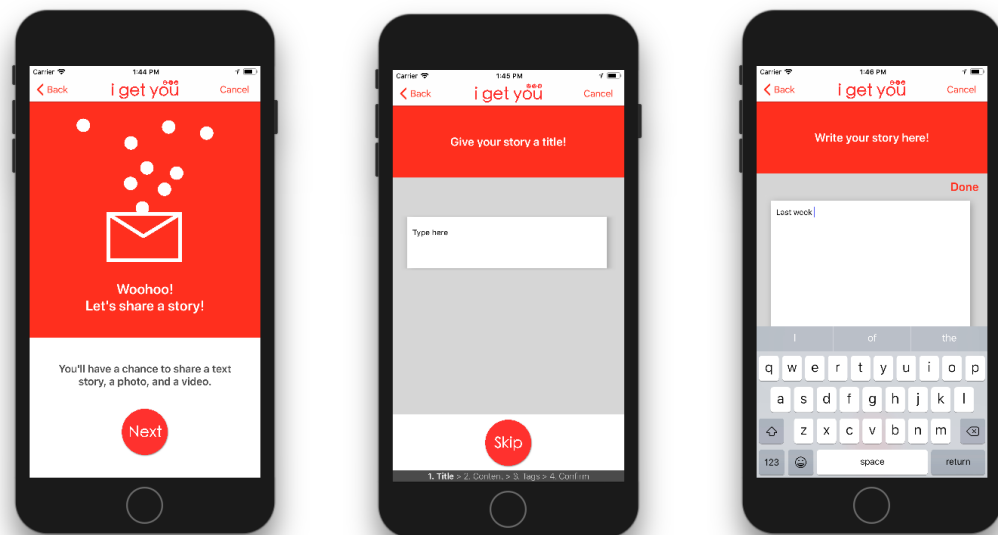 Carrier 1:44 PM
Back i get you Cancel
Woohoo!
Let's share a story!
You'll have a chance to share a text
story, a photo, and a video.
Next
Carrier 1:45 PM
Back i get you Cancel
Give your story a title!
Type here
Skip
1. Title > 2. Content > 3. Tags > 4. Confirm
Carrier 1:46 PM
Back i get you Cancel
Write your story here!
Done
Last week
I of the
q w e r t y u i o p
a s d f g h j k l
z x c v b n m
123 space return